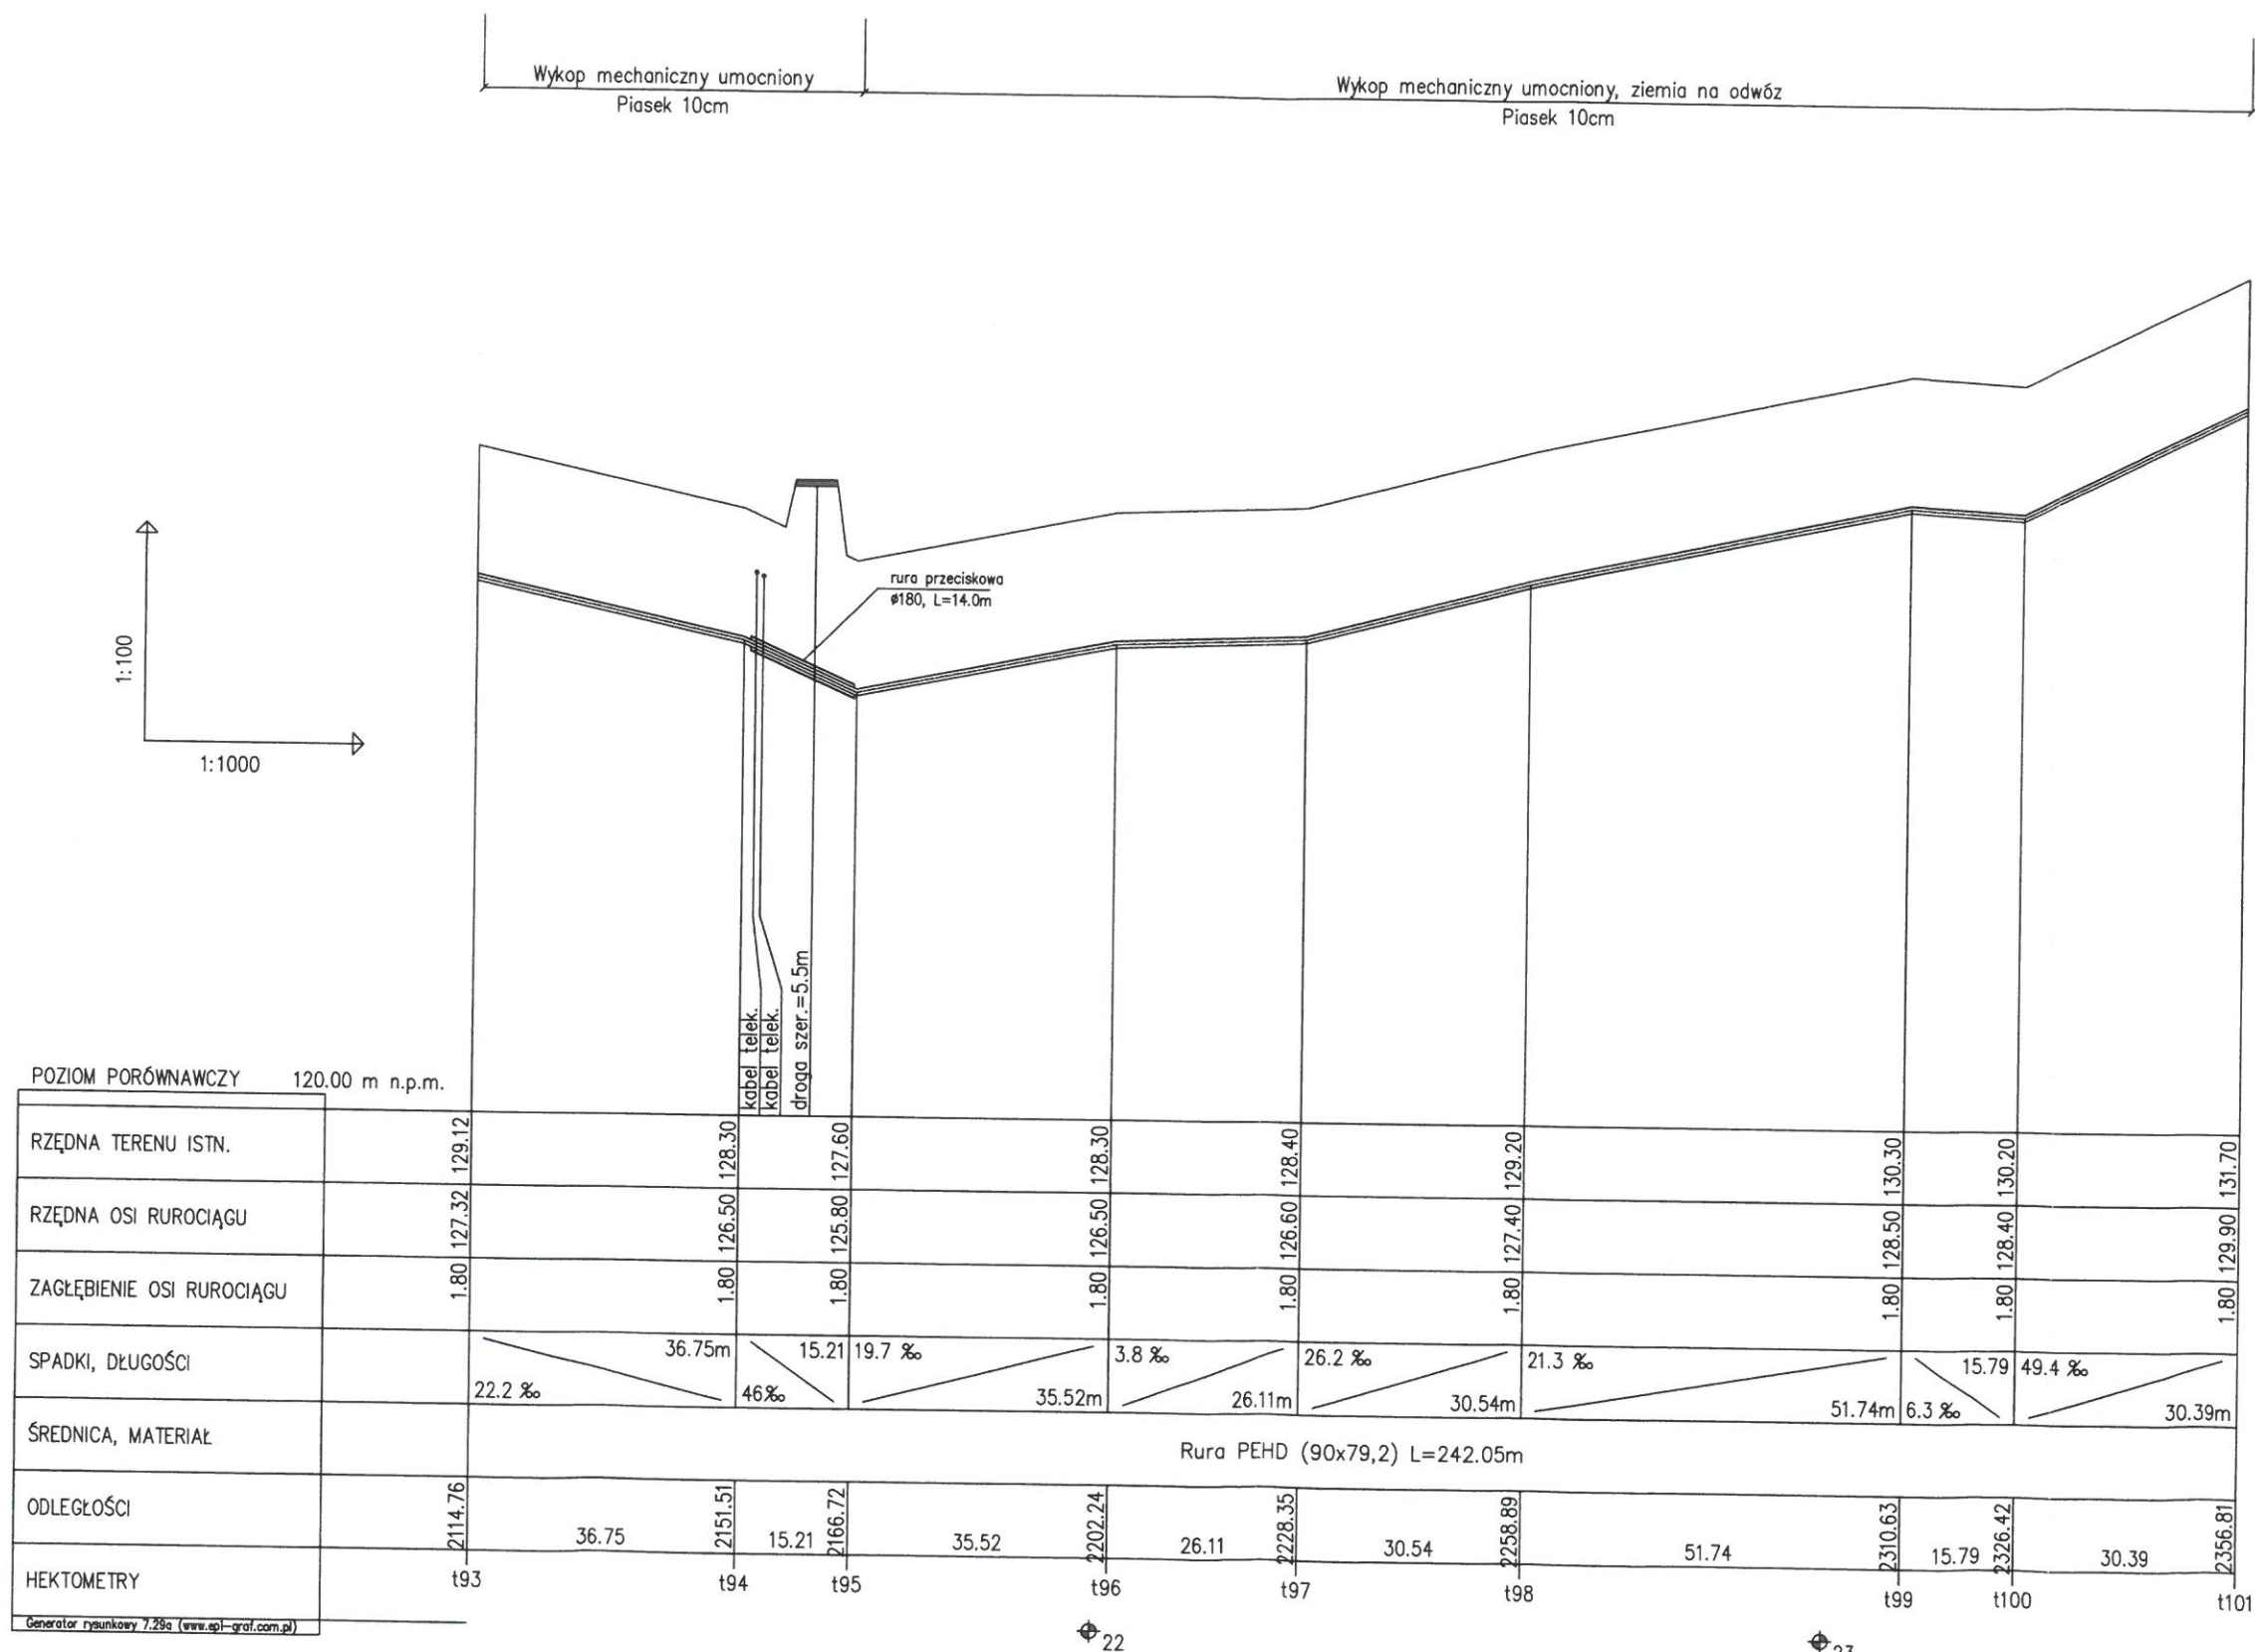 Wykop mechaniczny umocniony
Piasek 10cm
Wykop mechaniczny umocniony, ziemia na odwóz
Piasek 10cm
rura przeciskowa
ø180, L=14.0m
1:100
1:1000
kabel telek.
kabel telek.
droga szer.=5.5m
POZIOM PORÓWNAWCZY 120.00 m n.p.m.
RZĘDNA TERENU ISTN. 129.12 128.30 127.60 128.30 128.40 129.20 130.30 130.20 131.70
RZĘDNA OSI RUROCIĄGU 127.32 126.50 125.80 126.50 126.60 127.40 128.50 128.40 129.90
ZAGŁĘBIENIE OSI RUROCIĄGU 1.80 1.80 1.80 1.80 1.80 1.80 1.80 1.80 1.80
SPADKI, DŁUGOŚCI
36.75m 15.21 19.7 ‰ 3.8 ‰ 26.2 ‰ 21.3 ‰ 15.79 49.4 ‰
22.2 ‰ 46‰ 35.52m 26.11m 30.54m 51.74m 6.3 ‰ 30.39m
ŚREDNICA, MATERIAŁ
Rura PEHD (90x79,2) L=242.05m
ODLEGŁOŚCI
2114.76 2151.51 2166.72 2202.24 2228.35 2258.89 2310.63 2326.42 2356.81
36.75 15.21 35.52 26.11 30.54 51.74 15.79 30.39
HEKTOMETRY
t93 t94 t95 t96 t97 t98 t99 t100 t101
Generator rysunkowy 7.29a (www.epl-graf.com.pl)
22